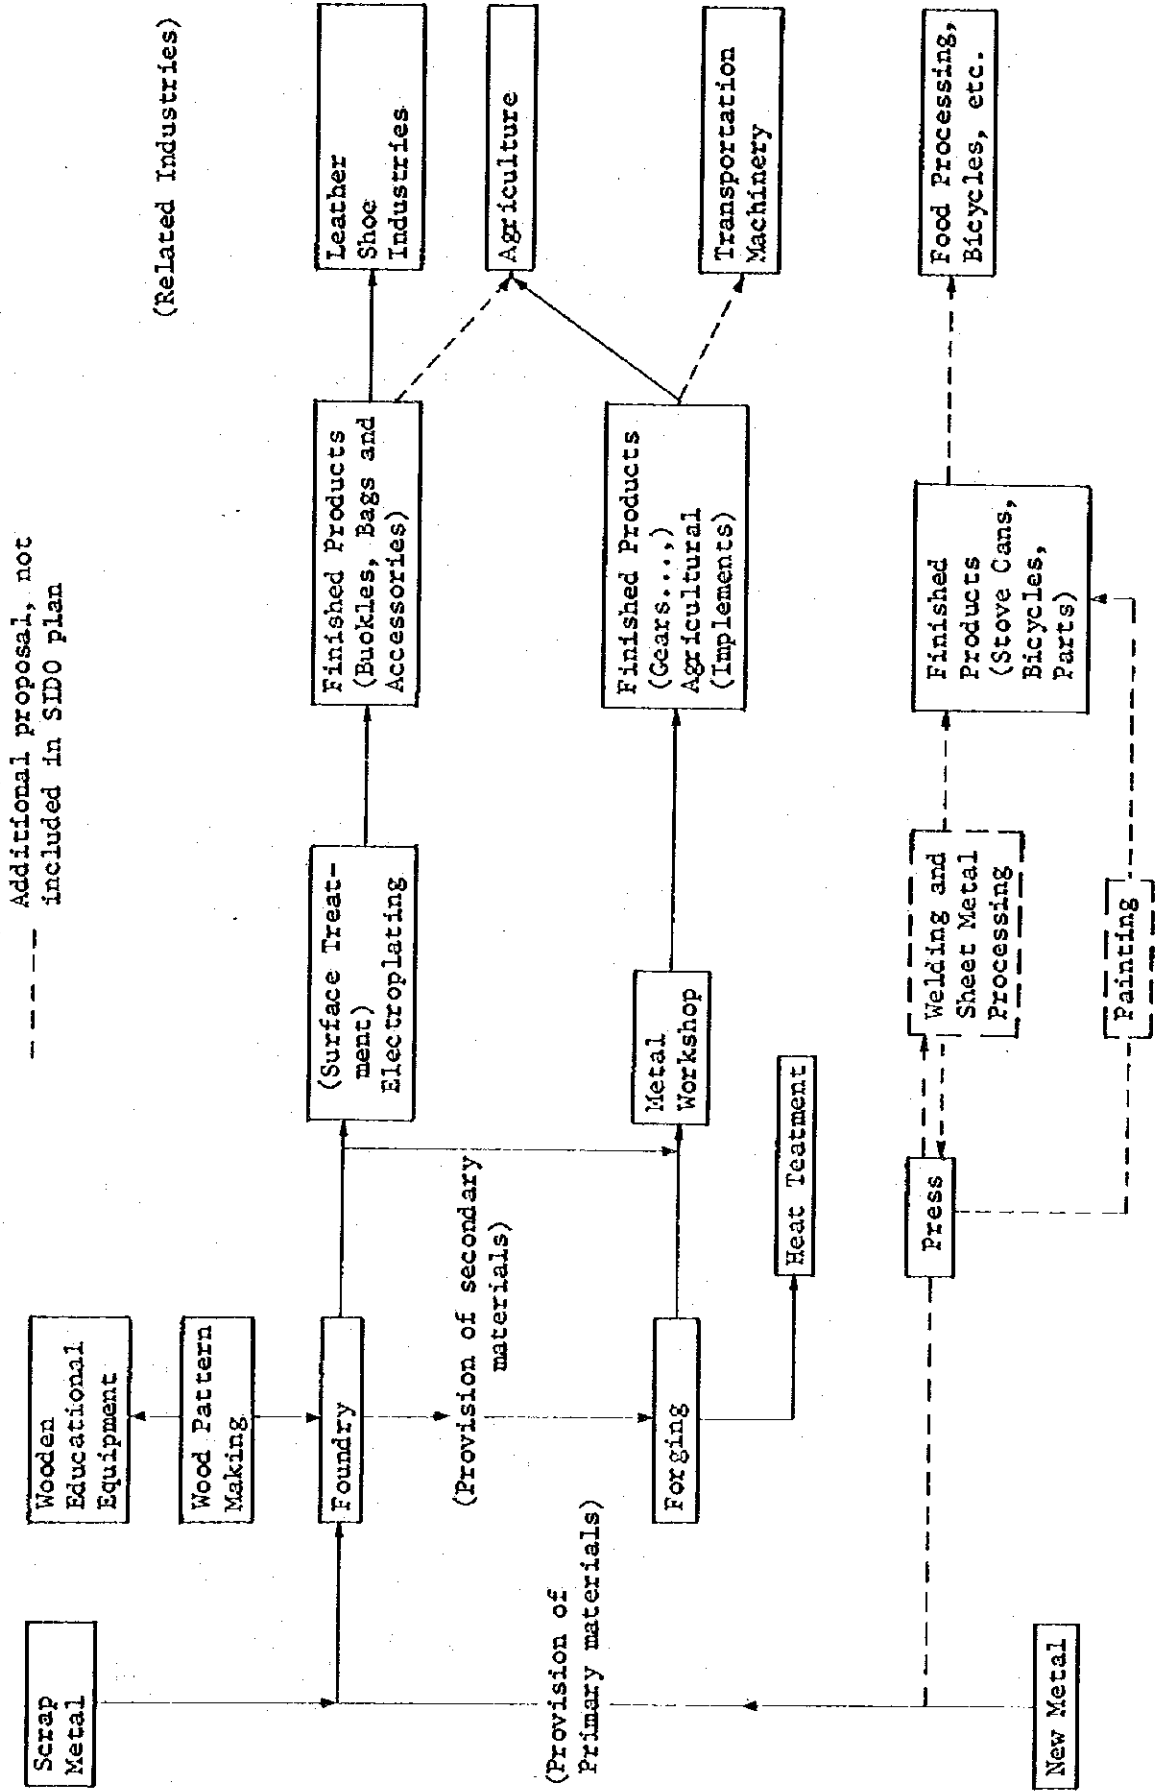 --- Additional proposal, not
included in SIDO plan
(Related Industries)
Scrap
Metal
Wooden
Educational
Equipment
Wood Pattern
Making
Foundry
(Surface Treat-
ment)
Electroplating
Finished Products
(Buokles, Bags and
Accessories)
Leather
Shoe
Industries
Agriculture
(Provision of secondary
materials)
(Provision of
Primary materials)
Forging
Metal
Workshop
Heat Teatment
Finished Products
(Gears...,)
Agricultural
(Implements)
Transportation
Machinery
New Metal
Press
Welding and
Sheet Metal
Processing
Painting
Finished
Products
(Stove Cans,
Bicycles,
Parts)
Food Processing,
Bicycles, etc.